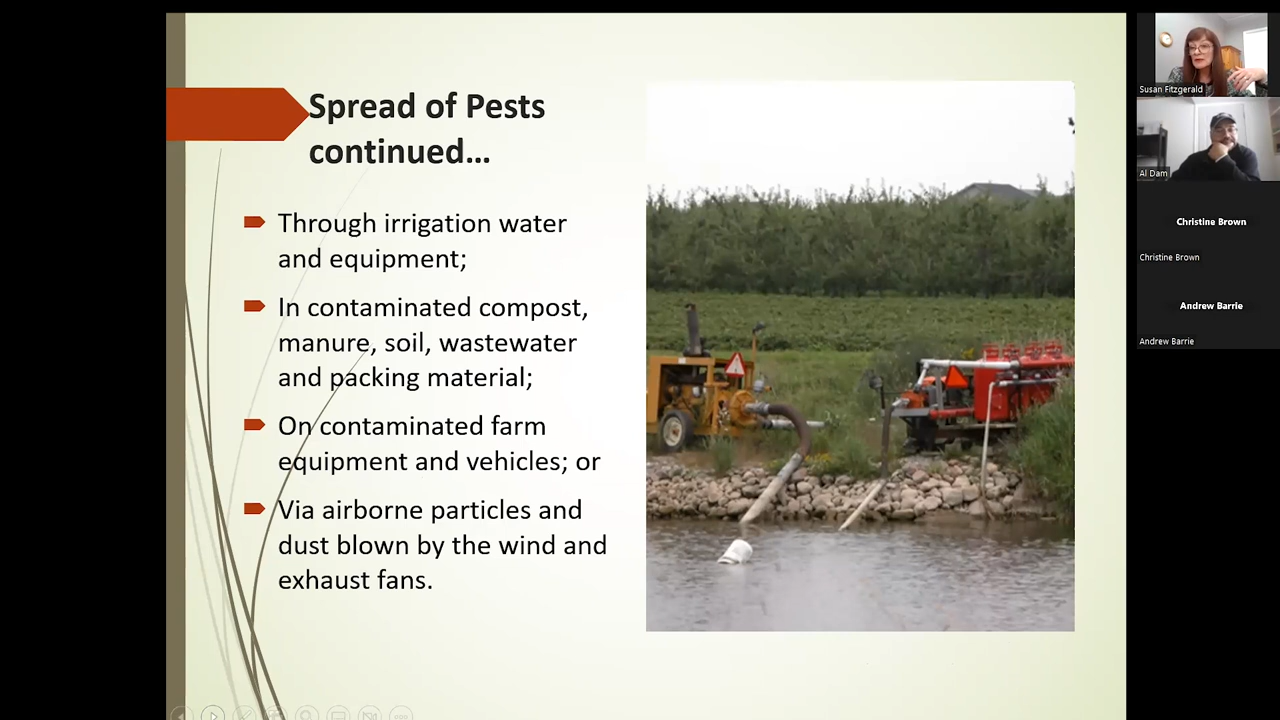 Spread of Pests
continued…
Through irrigation water
and equipment;
In contaminated compost,
manure, soil, wastewater
and packing material;
On contaminated farm
equipment and vehicles; or
Via airborne particles and
dust blown by the wind and
exhaust fans.
Susan Fitzgerald
Al Dam
Christine Brown
Christine Brown
Andrew Barrie
Andrew Barrie